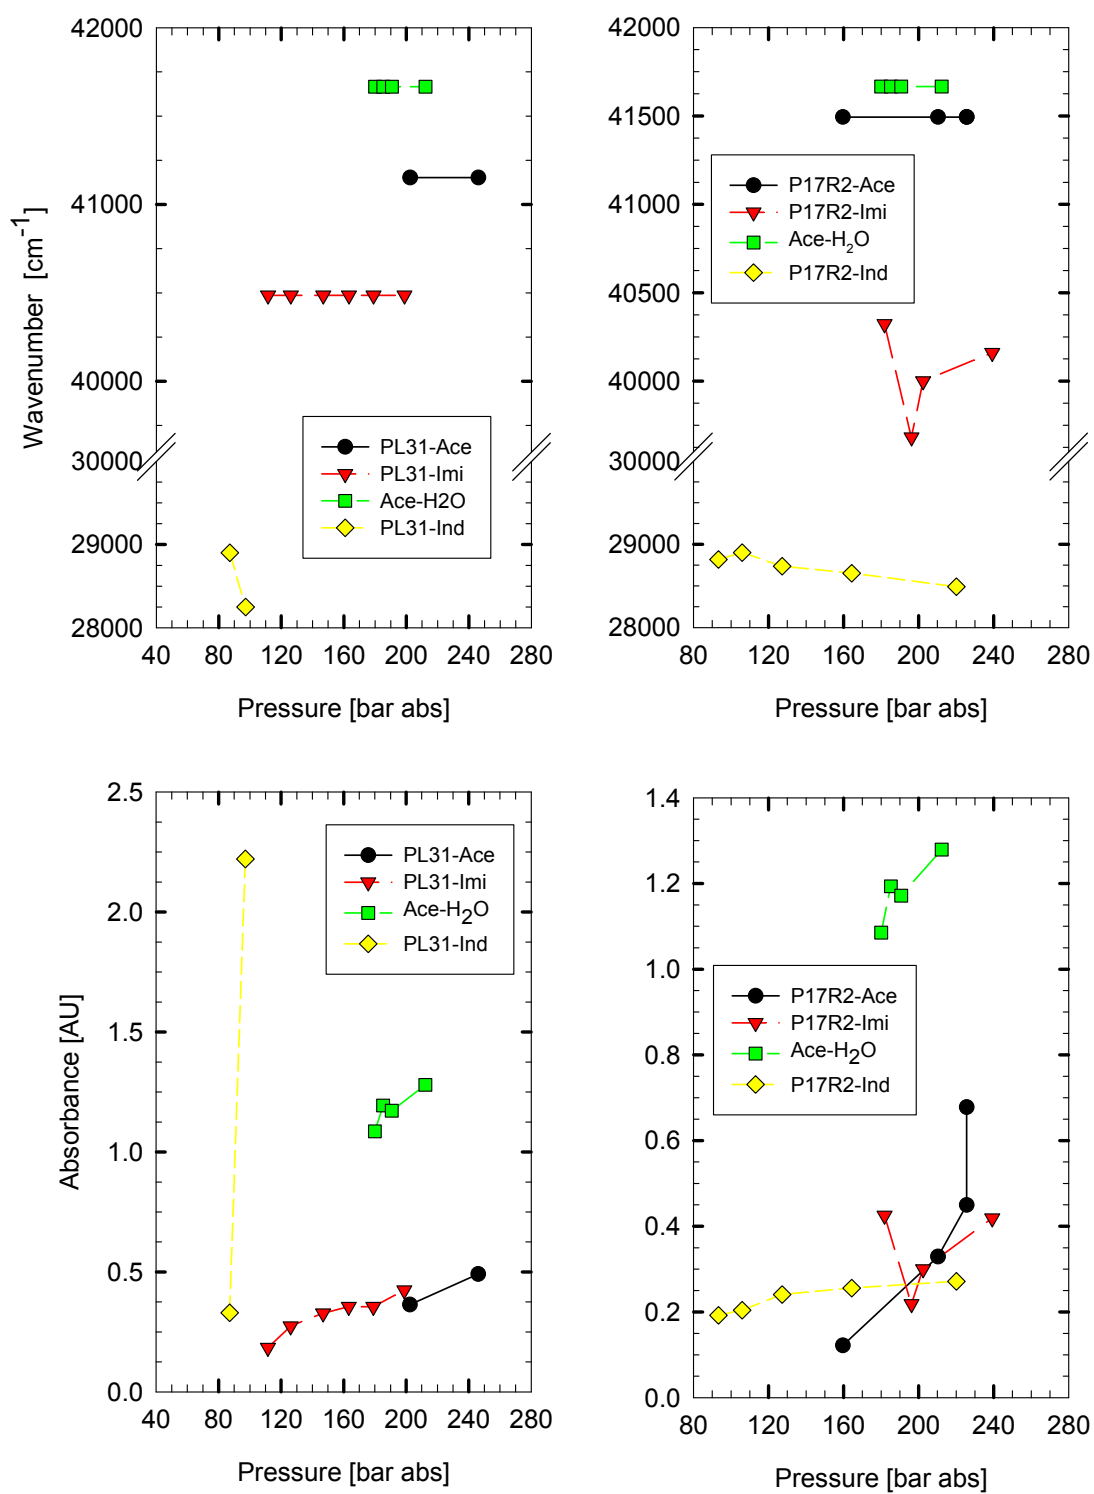 42000
41000
40000
30000
29000
28000
40 80 120 160 200 240 280
Wavenumber [cm⁻¹]
Pressure [bar abs]
PL31-Ace
PL31-Imi
Ace-H2O
PL31-Ind
42000
41500
41000
40500
40000
30000
29000
28000
80 120 160 200 240 280
Pressure [bar abs]
P17R2-Ace
P17R2-Imi
Ace-H₂O
P17R2-Ind
2.5
2.0
1.5
1.0
0.5
0.0
40 80 120 160 200 240 280
Absorbance [AU]
Pressure [bar abs]
PL31-Ace
PL31-Imi
Ace-H₂O
PL31-Ind
1.4
1.2
1.0
0.8
0.6
0.4
0.2
0.0
80 120 160 200 240 280
Pressure [bar abs]
P17R2-Ace
P17R2-Imi
Ace-H₂O
P17R2-Ind